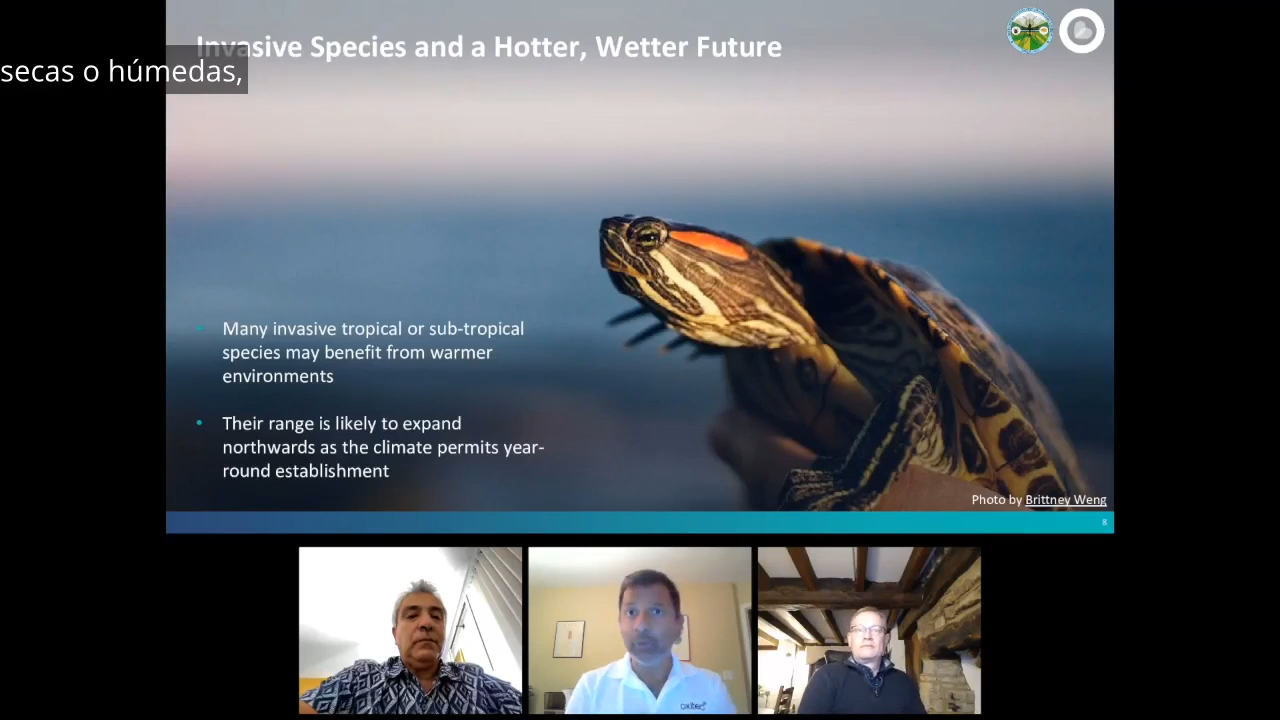 Invasive Species and a Hotter, Wetter Future
secas o húmedas,
• Many invasive tropical or sub-tropical
species may benefit from warmer
environments
• Their range is likely to expand
northwards as the climate permits year-
round establishment
Photo by Brittney Weng
8
oxitec